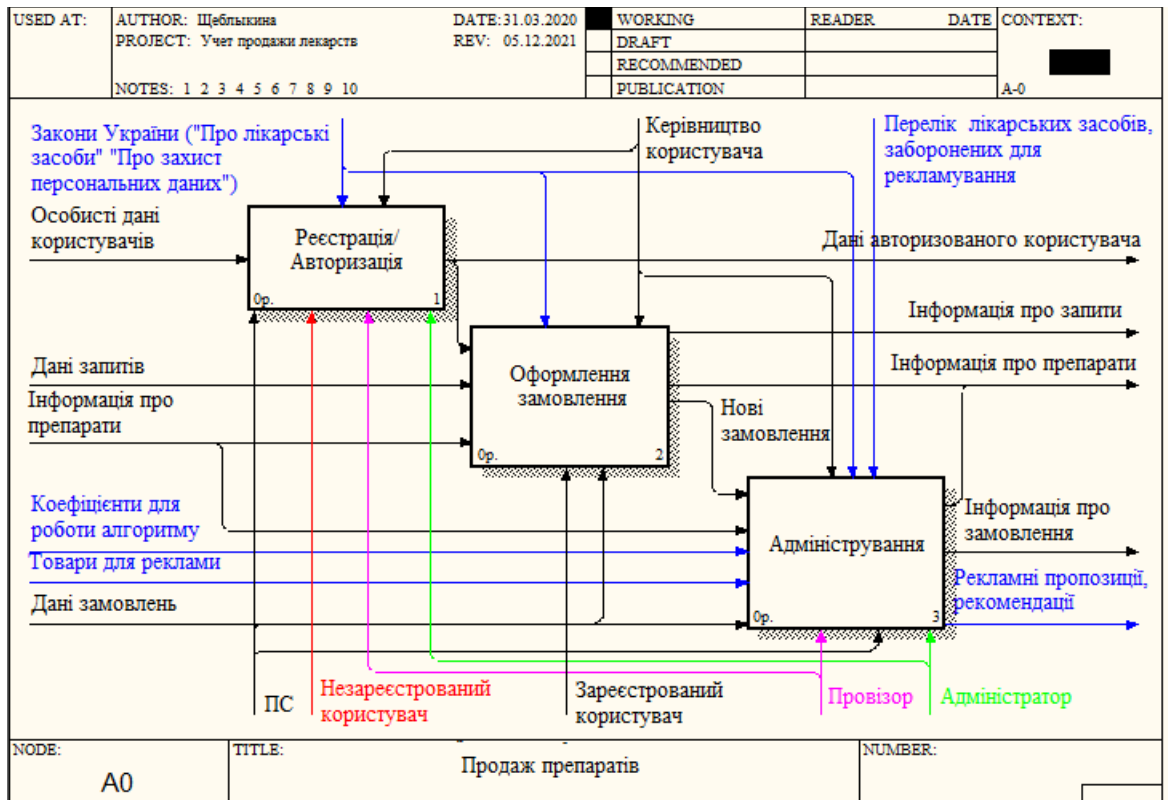 USED AT:
AUTHOR: Щеблыкина
DATE: 31.03.2020
PROJECT: Учет продажи лекарств
REV: 05.12.2021
NOTES: 1 2 3 4 5 6 7 8 9 10
WORKING
DRAFT
RECOMMENDED
PUBLICATION
READER
DATE
CONTEXT:
A-0
Закони України ("Про лікарські
засоби" "Про захист
персональних даних")
Керівництво
користувача
Перелік лікарських засобів,
заборонених для
рекламування
Особисті дані
користувачів
Реєстрація/
Авторизація
0р.
1
Дані авторизованого користувача
Інформація про запити
Дані запитів
Оформлення
замовлення
0р.
2
Інформація про препарати
Інформація про
препарати
Нові
замовлення
Коефіцієнти для
роботи алгоритму
Товари для реклами
Дані замовлень
Адміністрування
0р.
3
Інформація про
замовлення
Рекламні пропозиції,
рекомендації
ПС
Незареєстрований
користувач
Зареєстрований
користувач
Провізор
Адміністратор
NODE:
A0
TITLE:
Продаж препаратів
NUMBER: